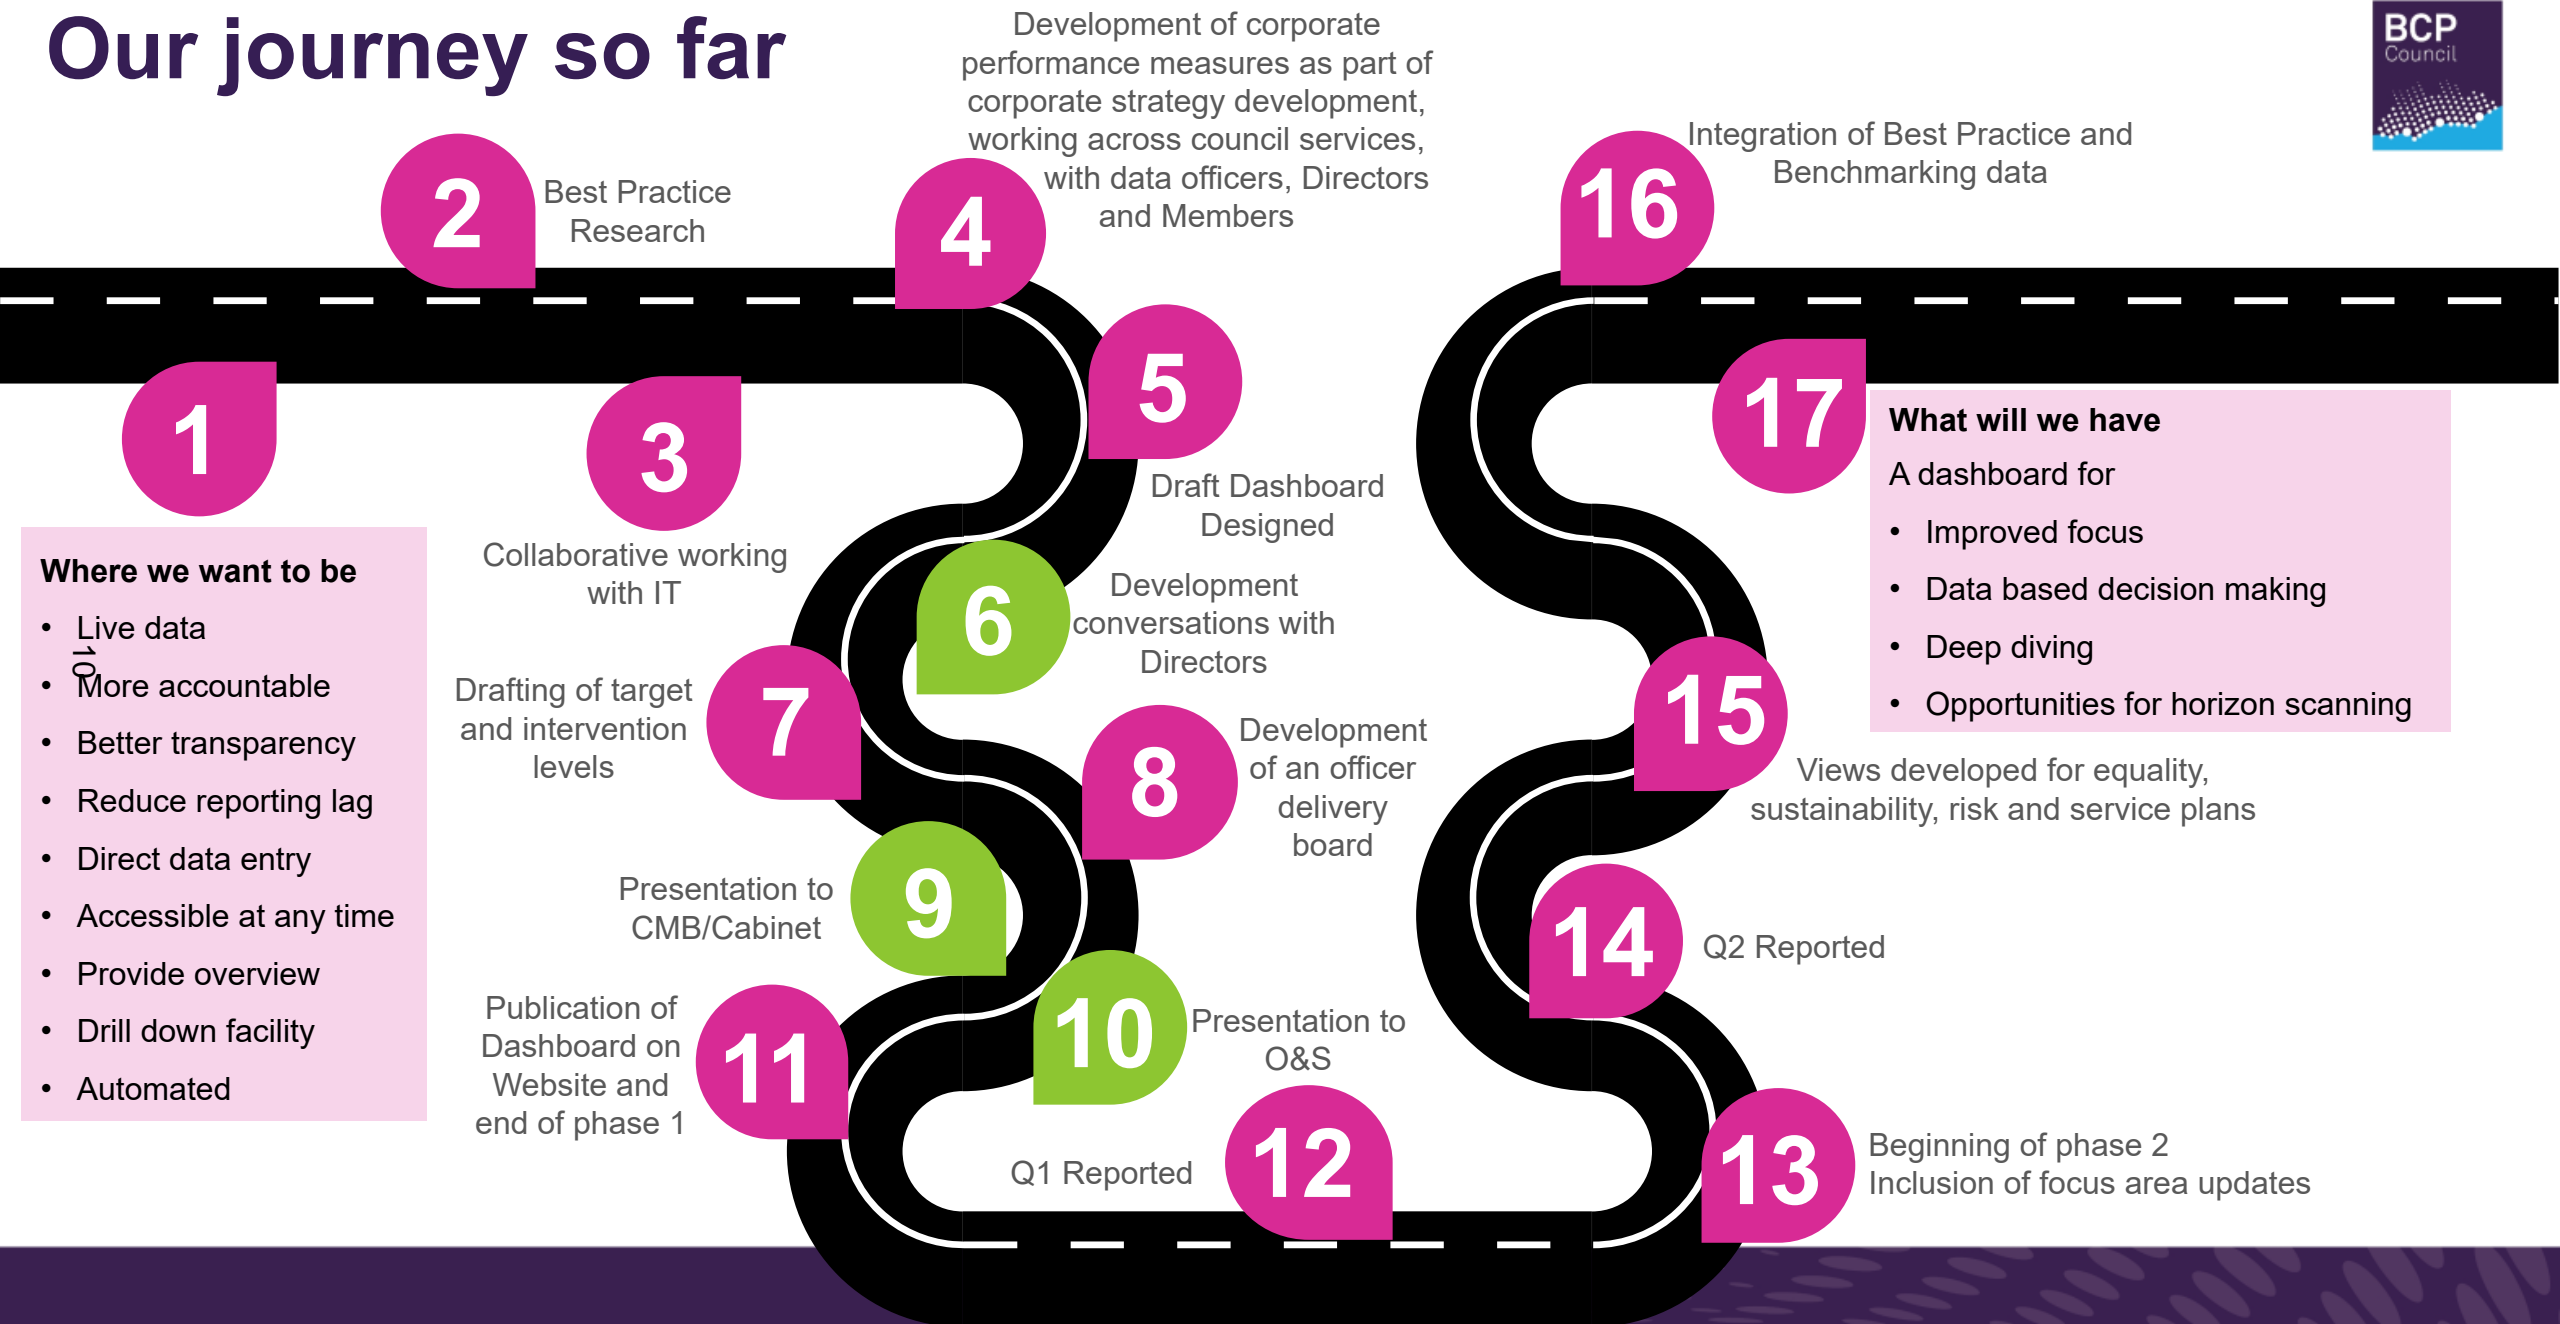 Our journey so far
BCP
Council
1
Where we want to be
• Live data
• More accountable
• Better transparency
• Reduce reporting lag
• Direct data entry
• Accessible at any time
• Provide overview
• Drill down facility
• Automated
10
2
Best Practice
Research
3
Collaborative working
with IT
4
Development of corporate
performance measures as part of
corporate strategy development,
working across council services,
with data officers, Directors
and Members
5
Draft Dashboard
Designed
6
Development
conversations with
Directors
7
Drafting of target
and intervention
levels
8
Development
of an officer
delivery
board
9
Presentation to
CMB/Cabinet
10
Presentation to
O&S
11
Publication of
Dashboard on
Website and
end of phase 1
12
Q1 Reported
13
Beginning of phase 2
Inclusion of focus area updates
14
Q2 Reported
15
Views developed for equality,
sustainability, risk and service plans
16
Integration of Best Practice and
Benchmarking data
17
What will we have
A dashboard for
• Improved focus
• Data based decision making
• Deep diving
• Opportunities for horizon scanning